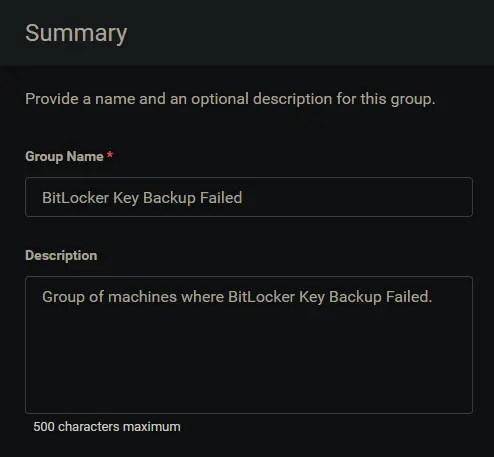 Summary
Provide a name and an optional description for this group.
Group Name *
BitLocker Key Backup Failed
Description
Group of machines where BitLocker Key Backup Failed.
500 characters maximum